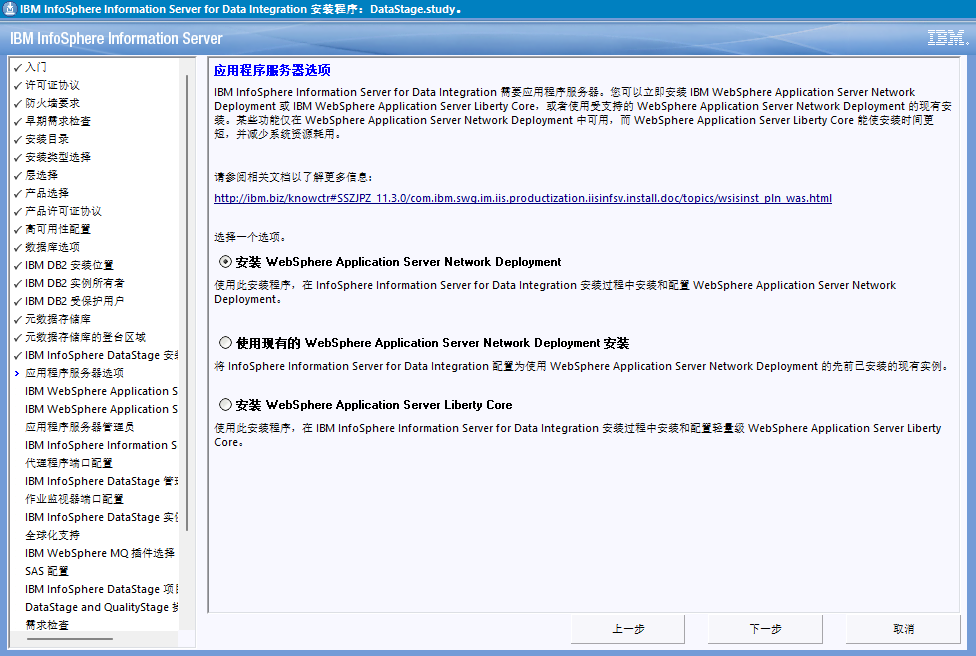 IBM InfoSphere Information Server for Data Integration 安装程序：DataStage.study。
IBM InfoSphere Information Server
IBM.
入门
许可证协议
防火墙要求
早期需求检查
安装目录
安装类型选择
层选择
产品选择
产品许可证协议
高可用性配置
数据库选项
IBM DB2 安装位置
IBM DB2 实例所有者
IBM DB2 受保护用户
元数据存储库
元数据存储库的登台区域
IBM InfoSphere DataStage 安装
应用程序服务器选项
IBM WebSphere Application S
IBM WebSphere Application S
应用程序服务器管理员
IBM InfoSphere Information S
代理程序端口配置
IBM InfoSphere DataStage 管理
作业监视器端口配置
IBM InfoSphere DataStage 实例
全球化支持
IBM WebSphere MQ 插件选择
SAS 配置
IBM InfoSphere DataStage 项目
DataStage and QualityStage
需求检查
应用程序服务器选项
IBM InfoSphere Information Server for Data Integration 需要应用程序服务器。您可以立即安装 IBM WebSphere Application Server Network
Deployment 或 IBM WebSphere Application Server Liberty Core，或者使用受支持的 WebSphere Application Server Network Deployment 的现有安
装。某些功能仅在 WebSphere Application Server Network Deployment 中可用，而 WebSphere Application Server Liberty Core 能使安装时间更
短，并减少系统资源耗用。
请参阅相关文档以了解更多信息：
http://ibm.biz/knowctr#SSZJPZ_11.3.0/com.ibm.swg.im.iis.productization.iisinfsv.install.doc/topics/wsisinst_pln_was.html
选择一个选项。
安装 WebSphere Application Server Network Deployment
使用此安装程序，在 InfoSphere Information Server for Data Integration 安装过程中安装和配置 WebSphere Application Server Network
Deployment。
使用现有的 WebSphere Application Server Network Deployment 安装
将 InfoSphere Information Server for Data Integration 配置为使用 WebSphere Application Server Network Deployment 的先前已安装的现有实例。
安装 WebSphere Application Server Liberty Core
使用此安装程序，在 IBM InfoSphere Information Server for Data Integration 安装过程中安装和配置轻量级 WebSphere Application Server Liberty
Core。
上一步
下一步
取消